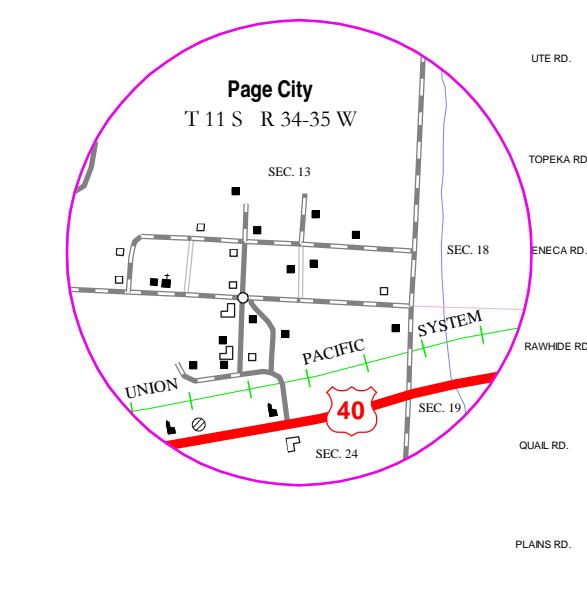 UTE RD.
Page City
T 11 S R 34-35 W
TOPEKA RD
SEC. 13
SEC. 18
ENECA RD.
SYSTEM
PACIFIC
RAWHIDE RD
UNION
40
SEC. 19
SEC. 24
QUAIL RD.
PLAINS RD.